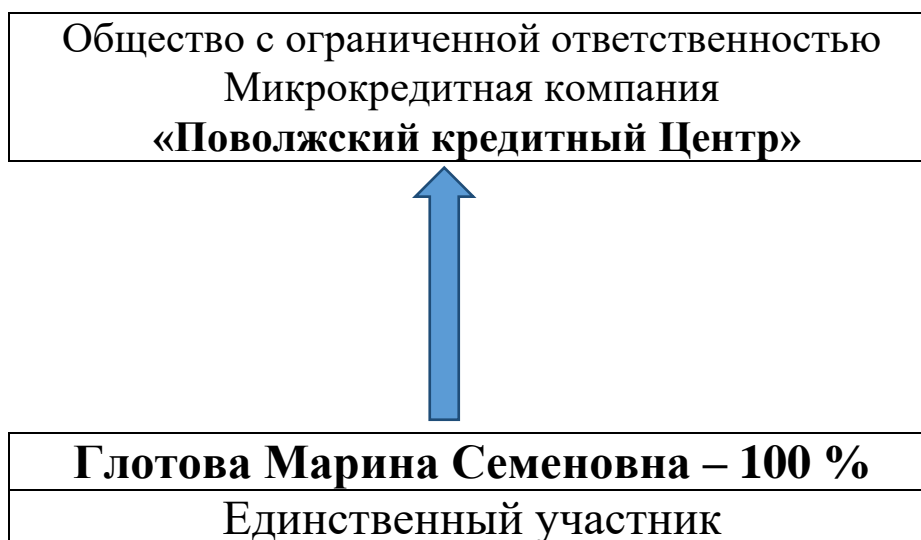 Общество с ограниченной ответственностью
Микрокредитная компания
«Поволжский кредитный Центр»
Глотова Марина Семеновна – 100 %
Единственный участник